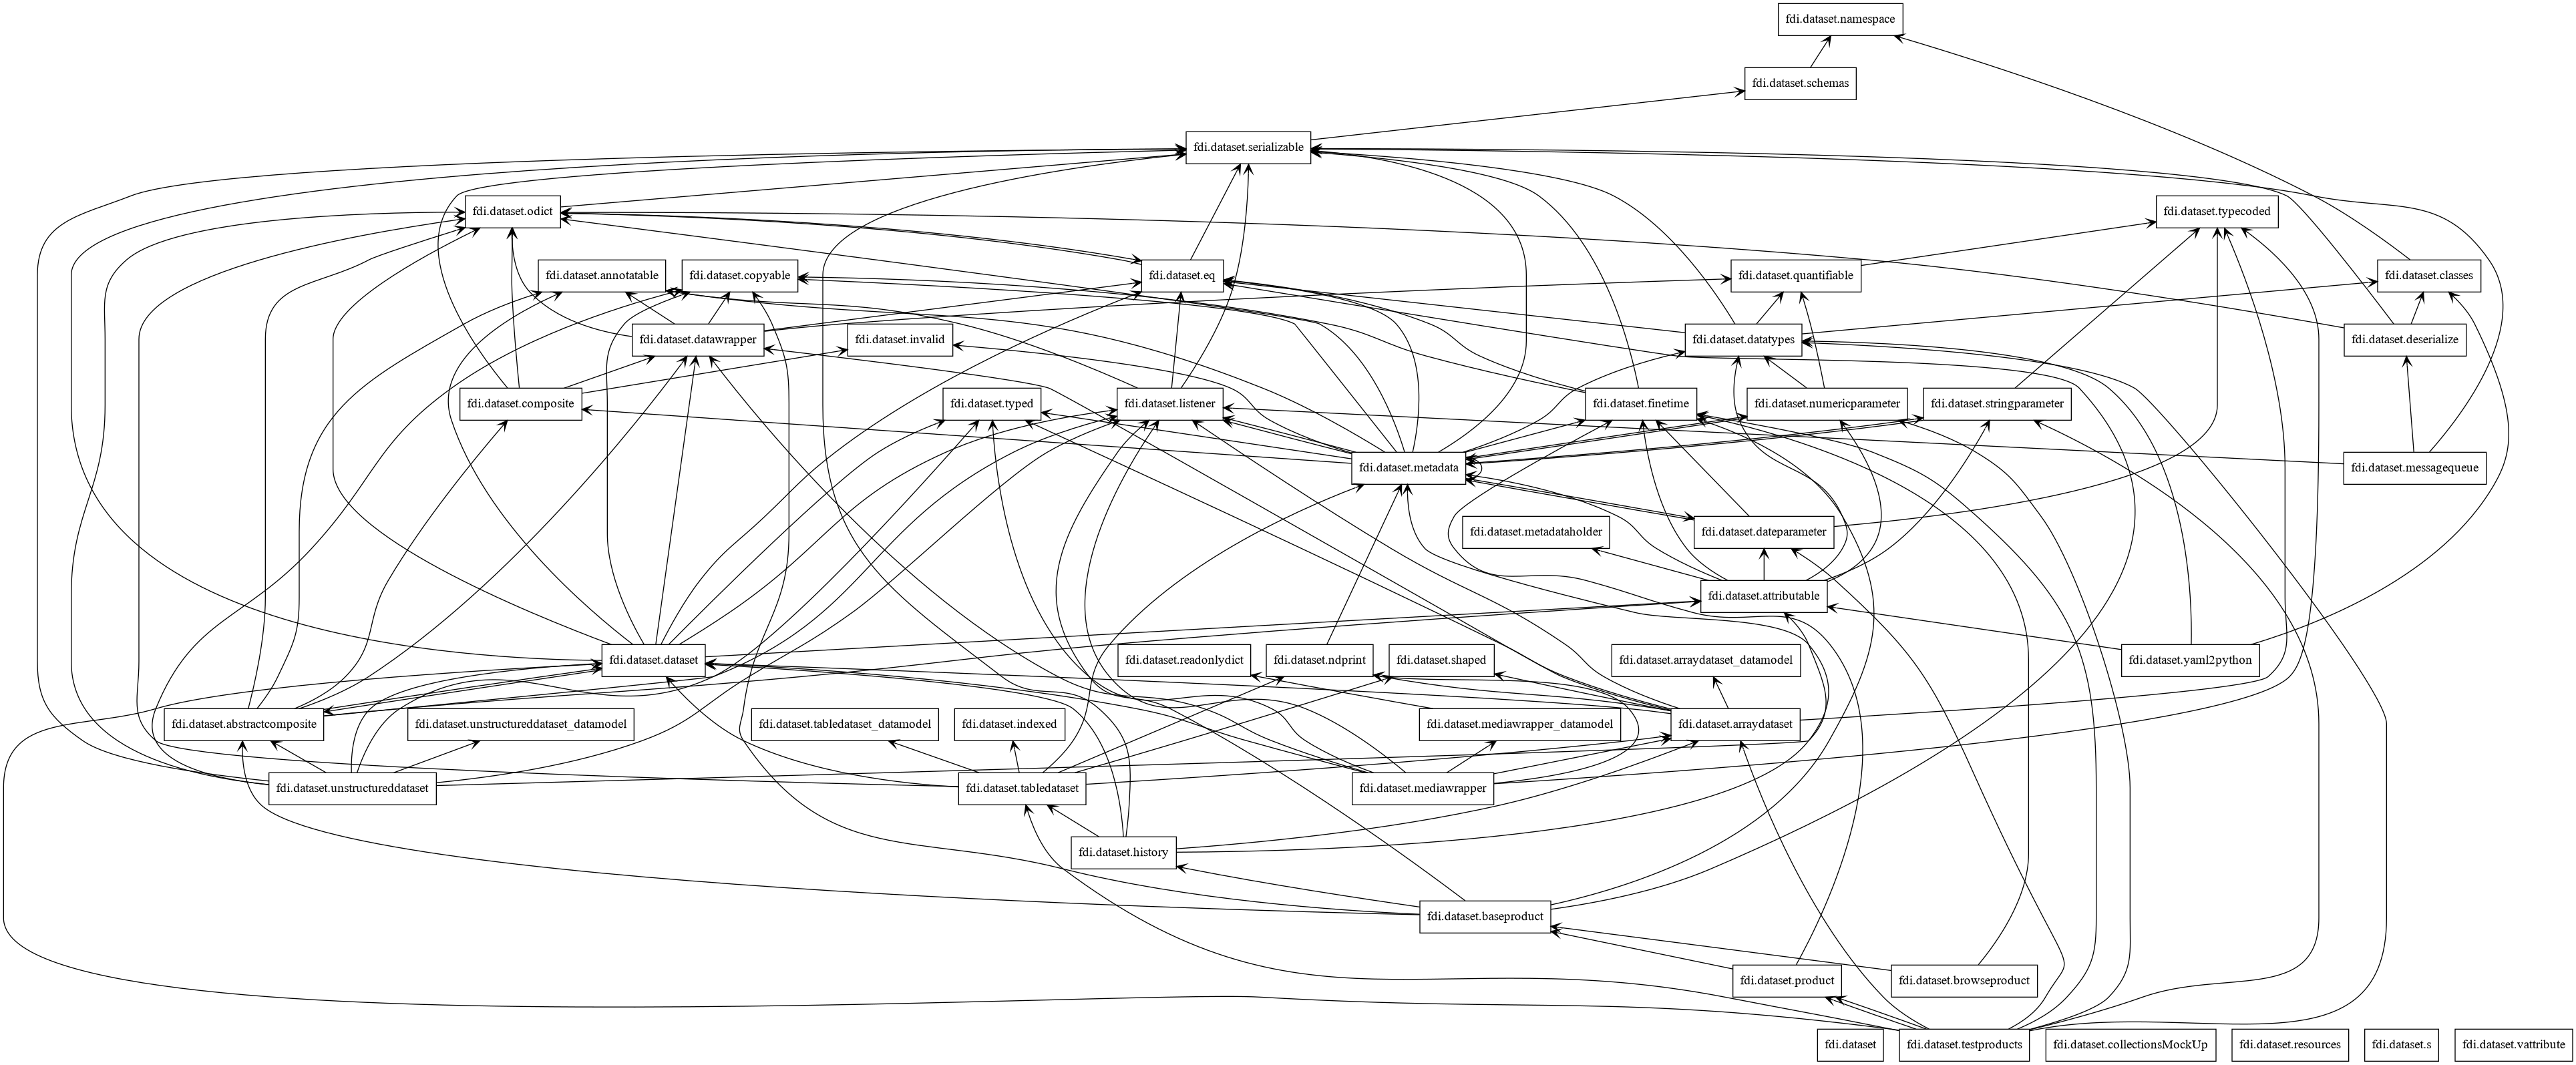 fdi.dataset.namespace
fdi.dataset.schemas
fdi.dataset.serializable
fdi.dataset.odict
fdi.dataset.typecoded
fdi.dataset.annotatable
fdi.dataset.copyable
fdi.dataset.eq
fdi.dataset.quantifiable
fdi.dataset.classes
fdi.dataset.datawrapper
fdi.dataset.invalid
fdi.dataset.datatypes
fdi.dataset.deserialize
fdi.dataset.composite
fdi.dataset.typed
fdi.dataset.listener
fdi.dataset.finetime
fdi.dataset.numericparameter
fdi.dataset.stringparameter
fdi.dataset.metadata
fdi.dataset.messagequeue
fdi.dataset.metadataholder
fdi.dataset.dateparameter
fdi.dataset.attributable
fdi.dataset.dataset
fdi.dataset.readonlydict
fdi.dataset.ndprint
fdi.dataset.shaped
fdi.dataset.arraydataset_datamodel
fdi.dataset.yaml2python
fdi.dataset.abstractcomposite
fdi.dataset.unstructureddataset_datamodel
fdi.dataset.tabledataset_datamodel
fdi.dataset.indexed
fdi.dataset.mediawrapper_datamodel
fdi.dataset.arraydataset
fdi.dataset.unstructureddataset
fdi.dataset.tabledataset
fdi.dataset.mediawrapper
fdi.dataset.history
fdi.dataset.baseproduct
fdi.dataset.product
fdi.dataset.browseproduct
fdi.dataset
fdi.dataset.testproducts
fdi.dataset.collectionsMockUp
fdi.dataset.resources
fdi.dataset.s
fdi.dataset.vattribute